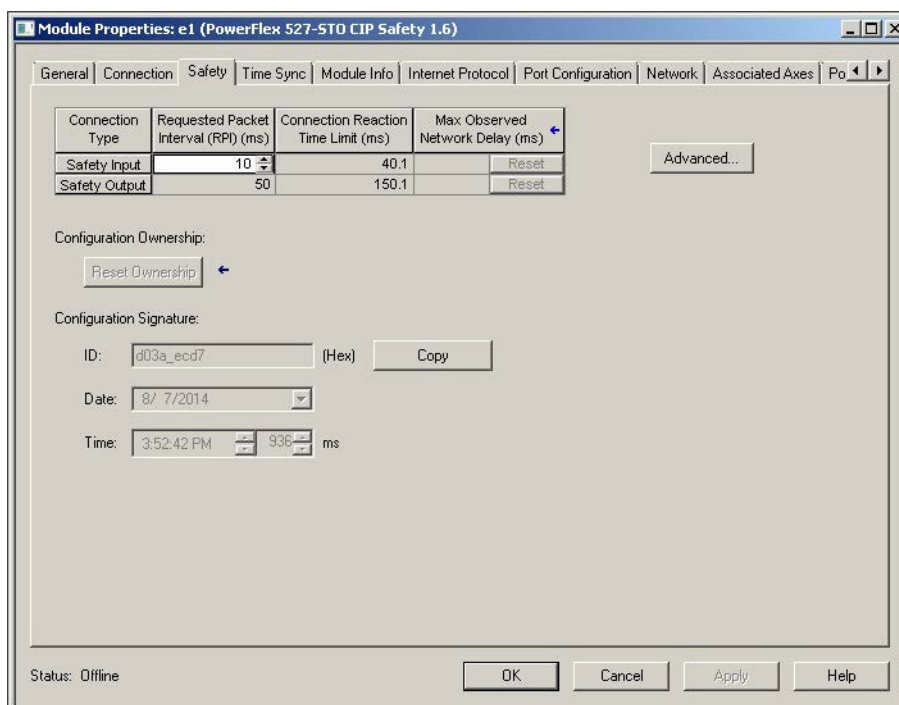 Module Properties: e1 (PowerFlex 527-STO CIP Safety 1.6)
General Connection Safety Time Sync Module Info Internet Protocol Port Configuration Network Associated Axes Po
Connection Type Requested Packet Interval (RPI) (ms) Connection Reaction Time Limit (ms) Max Observed Network Delay (ms)
Safety Input 10 40.1 Reset
Safety Output 50 150.1 Reset
Advanced...
Configuration Ownership:
Reset Ownership
Configuration Signature:
ID: d03a_ecd7 (Hex) Copy
Date: 8/ 7/2014
Time: 3:52:42 PM 936 ms
Status: Offline OK Cancel Apply Help